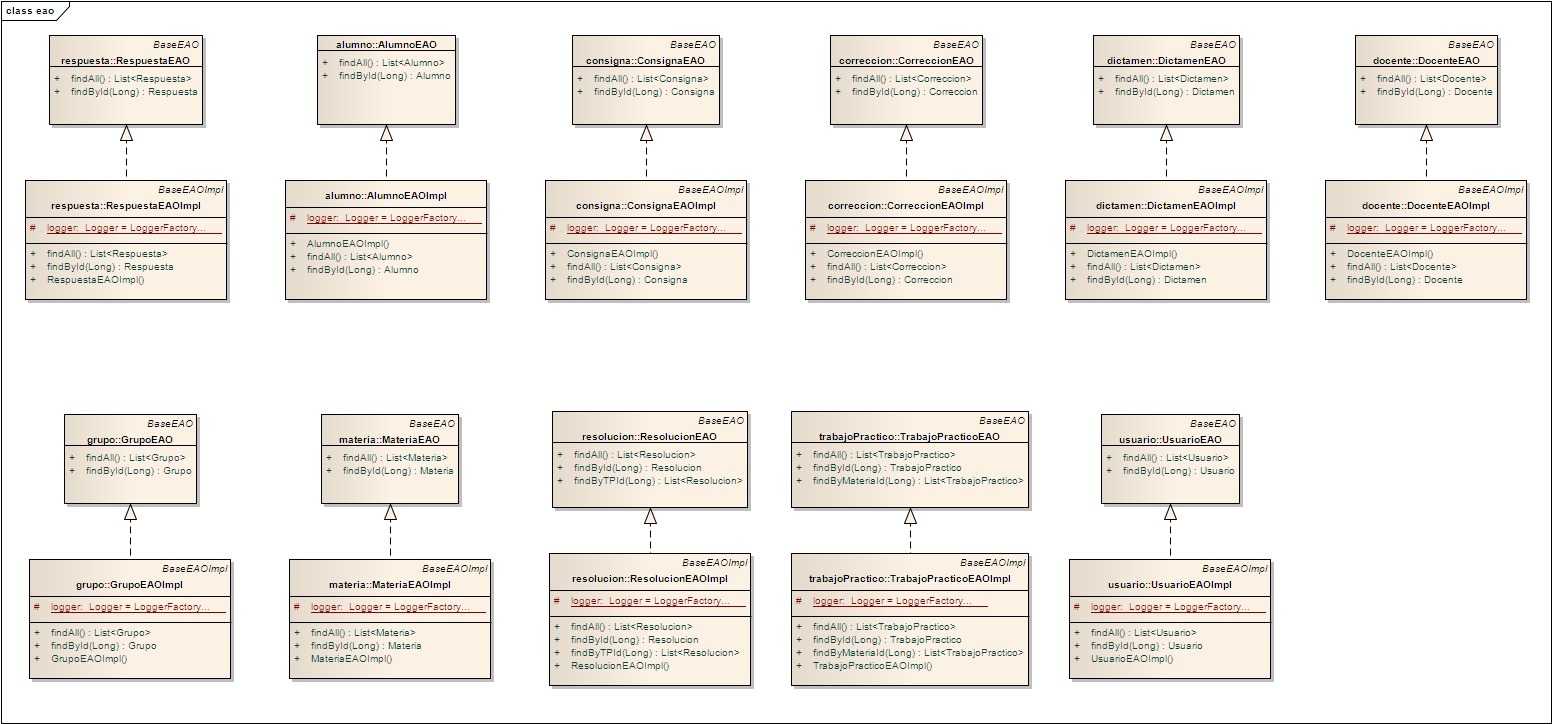 class eao
BaseEAO
respuesta::RespuestaEAO
+ findAll() : List<Respuesta>
+ findById(Long) : Respuesta
alumno::AlumnoEAO
+ findAll() : List<Alumno>
+ findById(Long) : Alumno
BaseEAO
consigna::ConsignaEAO
+ findAll() : List<Consigna>
+ findById(Long) : Consigna
BaseEAO
correccion::CorreccionEAO
+ findAll() : List<Correccion>
+ findById(Long) : Correccion
BaseEAO
dictamen::DictamenEAO
+ findAll() : List<Dictamen>
+ findById(Long) : Dictamen
BaseEAO
docente::DocenteEAO
+ findAll() : List<Docente>
+ findById(Long) : Docente
BaseEAOImpl
respuesta::RespuestaEAOImpl
# logger: Logger = LoggerFactory...
+ findAll() : List<Respuesta>
+ findById(Long) : Respuesta
+ RespuestaEAOImpl()
alumno::AlumnoEAOImpl
# logger: Logger = LoggerFactory...
+ AlumnoEAOImpl()
+ findAll() : List<Alumno>
+ findById(Long) : Alumno
BaseEAOImpl
consigna::ConsignaEAOImpl
# logger: Logger = LoggerFactory...
+ ConsignaEAOImpl()
+ findAll() : List<Consigna>
+ findById(Long) : Consigna
BaseEAOImpl
correccion::CorreccionEAOImpl
# logger: Logger = LoggerFactory...
+ CorreccionEAOImpl()
+ findAll() : List<Correccion>
+ findById(Long) : Correccion
BaseEAOImpl
dictamen::DictamenEAOImpl
# logger: Logger = LoggerFactory...
+ DictamenEAOImpl()
+ findAll() : List<Dictamen>
+ findById(Long) : Dictamen
BaseEAOImpl
docente::DocenteEAOImpl
# logger: Logger = LoggerFactory...
+ DocenteEAOImpl()
+ findAll() : List<Docente>
+ findById(Long) : Docente
BaseEAO
grupo::GrupoEAO
+ findAll() : List<Grupo>
+ findById(Long) : Grupo
BaseEAO
materia::MateriaEAO
+ findAll() : List<Materia>
+ findById(Long) : Materia
BaseEAO
resolucion::ResolucionEAO
+ findAll() : List<Resolucion>
+ findById(Long) : Resolucion
+ findByTPId(Long) : List<Resolucion>
BaseEAO
trabajoPractico::TrabajoPracticoEAO
+ findAll() : List<TrabajoPractico>
+ findById(Long) : TrabajoPractico
+ findByMateriaId(Long) : List<TrabajoPractico>
BaseEAO
usuario::UsuarioEAO
+ findAll() : List<Usuario>
+ findById(Long) : Usuario
BaseEAOImpl
grupo::GrupoEAOImpl
# logger: Logger = LoggerFactory...
+ findAll() : List<Grupo>
+ findById(Long) : Grupo
+ GrupoEAOImpl()
BaseEAOImpl
materia::MateriaEAOImpl
# logger: Logger = LoggerFactory...
+ findAll() : List<Materia>
+ findById(Long) : Materia
+ MateriaEAOImpl()
BaseEAOImpl
resolucion::ResolucionEAOImpl
# logger: Logger = LoggerFactory...
+ findAll() : List<Resolucion>
+ findById(Long) : Resolucion
+ findByTPId(Long) : List<Resolucion>
+ ResolucionEAOImpl()
BaseEAOImpl
trabajoPractico::TrabajoPracticoEAOImpl
# logger: Logger = LoggerFactory...
+ findAll() : List<TrabajoPractico>
+ findById(Long) : TrabajoPractico
+ findByMateriaId(Long) : List<TrabajoPractico>
+ TrabajoPracticoEAOImpl()
BaseEAOImpl
usuario::UsuarioEAOImpl
# logger: Logger = LoggerFactory...
+ findAll() : List<Usuario>
+ findById(Long) : Usuario
+ UsuarioEAOImpl()